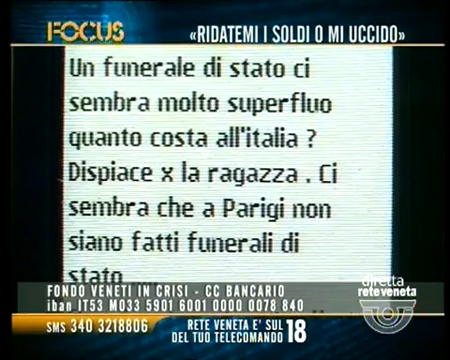 FOCUS
«RIDATEMI I SOLDI O MI UCCIDO»
Un funerale di stato ci
sembra molto superfluo
quanto costa all'italia ?
Dispiace x la ragazza . Ci
sembra che a Parigi non
siano fatti funerali di
stato
FONDO VENETI IN CRISI - CC BANCARIO
iban IT53 M033 5901 6001 0000 0078 840
diretta
reteveneta
SMS 340 3218806
RETE VENETA E' SUL
DEL TUO TELECOMANDO 18